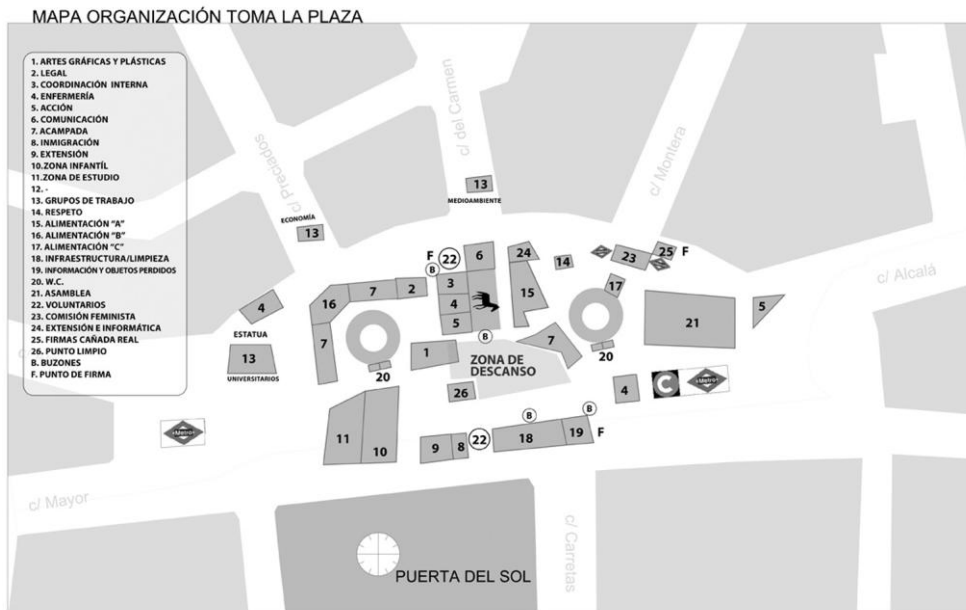 MAPA ORGANIZACIÓN TOMA LA PLAZA
1. ARTES GRÁFICAS Y PLÁSTICAS
2. LEGAL
3. COORDINACIÓN INTERNA
4. ENFERMERÍA
5. ACCIÓN
6. COMUNICACIÓN
7. ACAMPADA
8. INMIGRACIÓN
9. EXTENSIÓN
10. ZONA INFANTÍL
11. ZONA DE ESTUDIO
12. -
13. GRUPOS DE TRABAJO
14. RESPETO
15. ALIMENTACIÓN "A"
16. ALIMENTACIÓN "B"
17. ALIMENTACIÓN "C"
18. INFRAESTRUCTURA/LIMPIEZA
19. INFORMACIÓN Y OBJETOS PERDIDOS
20. W.C.
21. ASAMBLEA
22. VOLUNTARIOS
23. COMISIÓN FEMINISTA
24. EXTENSIÓN E INFORMÁTICA
25. FIRMAS CAÑADA REAL
26. PUNTO LIMPIO
B. BUZONES
F. PUNTO DE FIRMA
c/ Preciados
c/ del Carmen
c/ Montera
c/ Alcalá
13
MEDIOAMBIENTE
ECONOMÍA
13
F 22 6 24 14 23 25 F
B
4 16 7 2 3 4 5 15 17 21 5
ESTATUA
13
UNIVERSITARIOS
7 1 B 7
20 20
ZONA DE
DESCANSO
26 4 C Metro
Metro
11 10 9 8 22 B 18 B 19 F
c/ Mayor
c/ Carretas
PUERTA DEL SOL